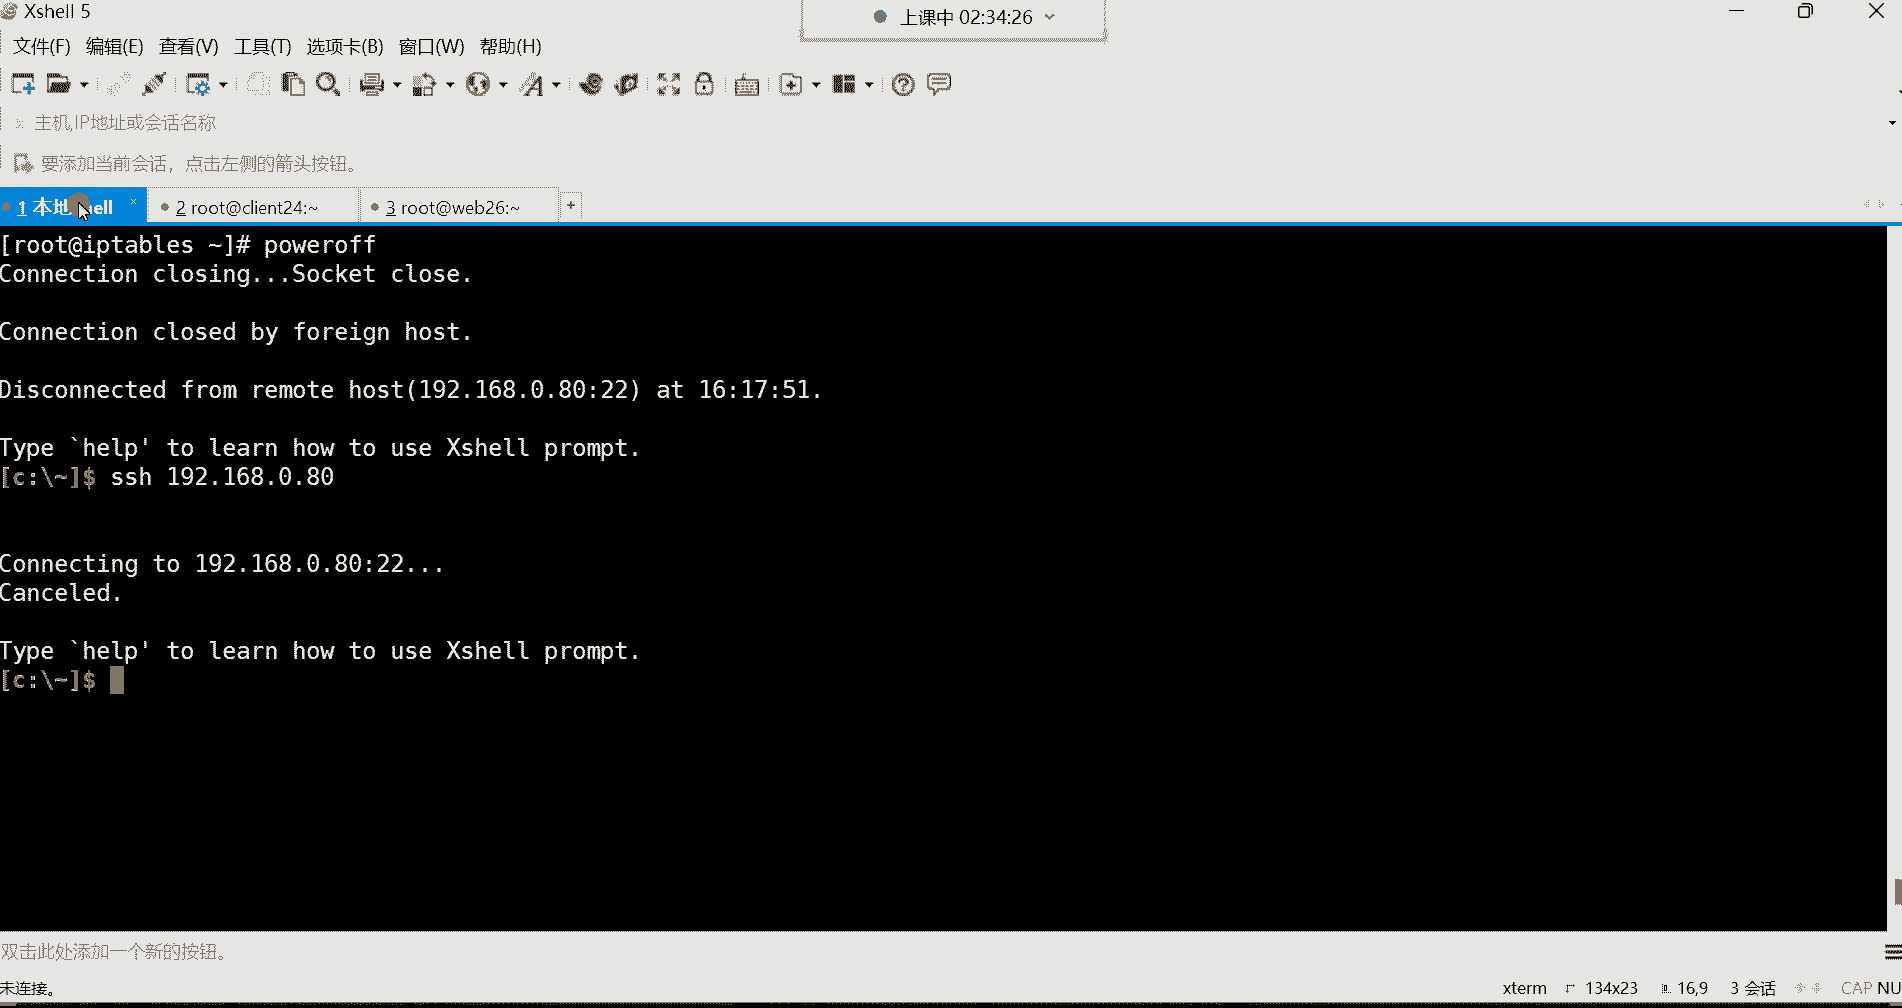 Xshell 5
上课中 02:34:26
文件(F) 编辑(E) 查看(V) 工具(T) 选项卡(B) 窗口(W) 帮助(H)
主机,IP地址或会话名称
要添加当前会话，点击左侧的箭头按钮。
1 本地 ell 2 root@client24:~ 3 root@web26:~ +
[root@iptables ~]# poweroff
Connection closing...Socket close.
Connection closed by foreign host.
Disconnected from remote host(192.168.0.80:22) at 16:17:51.
Type `help' to learn how to use Xshell prompt.
[c:\~]$ ssh 192.168.0.80
Connecting to 192.168.0.80:22...
Canceled.
Type `help' to learn how to use Xshell prompt.
[c:\~]$
双击此处添加一个新的按钮。
未连接。 xterm 134x23 16,9 3 会话 CAP NU